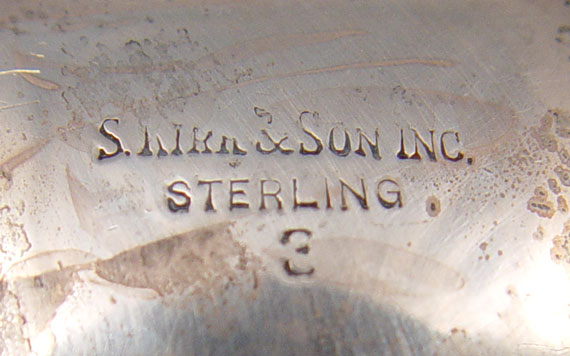 S. KIRK & SON INC.
STERLING
3